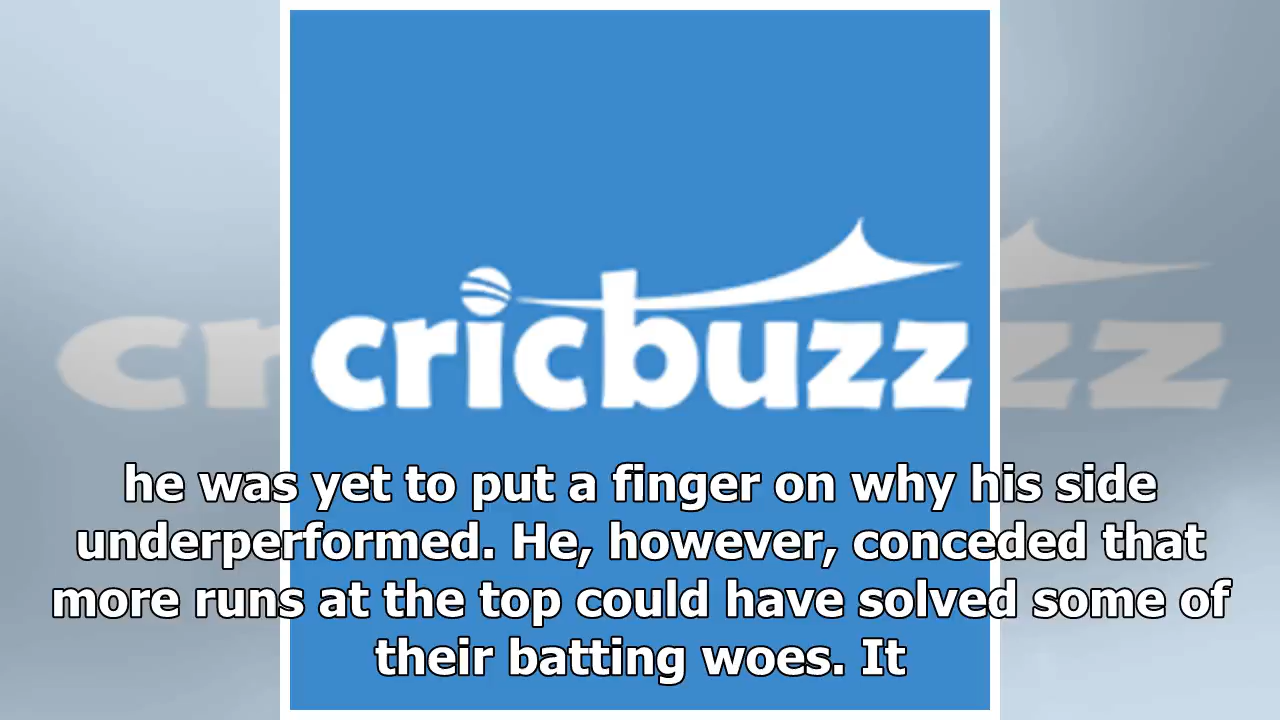 cricbuzz
he was yet to put a finger on why his side
underperformed. He, however, conceded that
more runs at the top could have solved some of
their batting woes. It